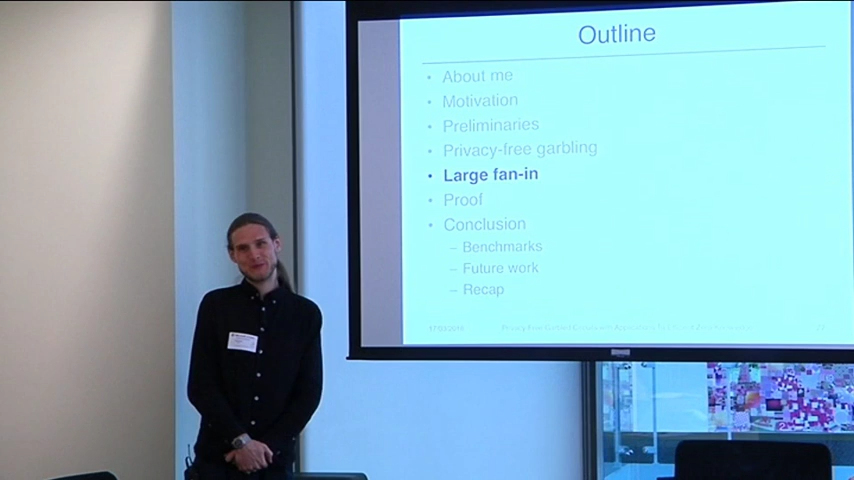 Outline
• About me
• Motivation
• Preliminaries
• Privacy-free garbling
• Large fan-in
• Proof
• Conclusion
– Benchmarks
– Future work
– Recap